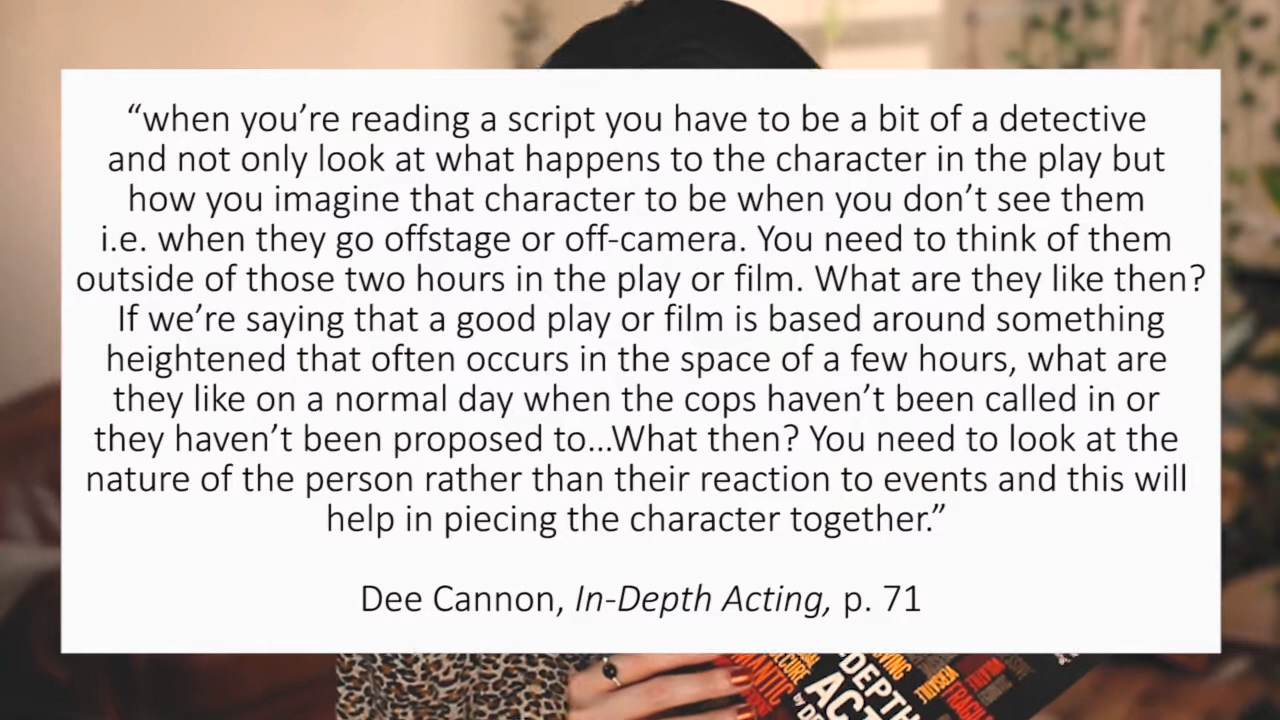 “when you’re reading a script you have to be a bit of a detective
and not only look at what happens to the character in the play but
how you imagine that character to be when you don’t see them
i.e. when they go offstage or off-camera. You need to think of them
outside of those two hours in the play or film. What are they like then?
If we’re saying that a good play or film is based around something
heightened that often occurs in the space of a few hours, what are
they like on a normal day when the cops haven’t been called in or
they haven’t been proposed to...What then? You need to look at the
nature of the person rather than their reaction to events and this will
help in piecing the character together.”
Dee Cannon, In-Depth Acting, p. 71
DEPTH